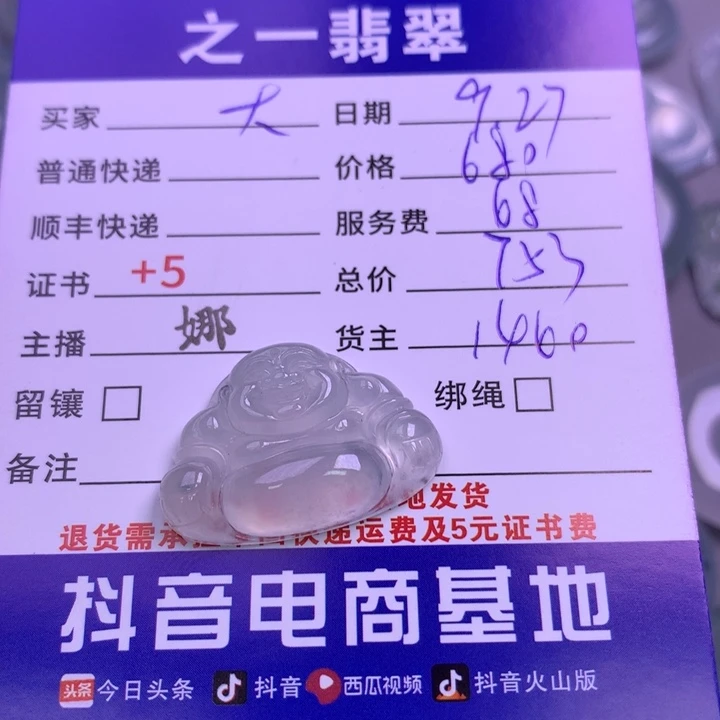 之一翡翠
买家 大 日期 9.27
普通快递 价格 680
顺丰快递 服务费 68
证书 +5 总价 753
主播 娜 货主 1460
留镶 绑绳
备注
地发货
退货需承担 快递运费及5元证书费
抖音电商基地
头条 今日头条 抖音 西瓜视频 抖音火山版